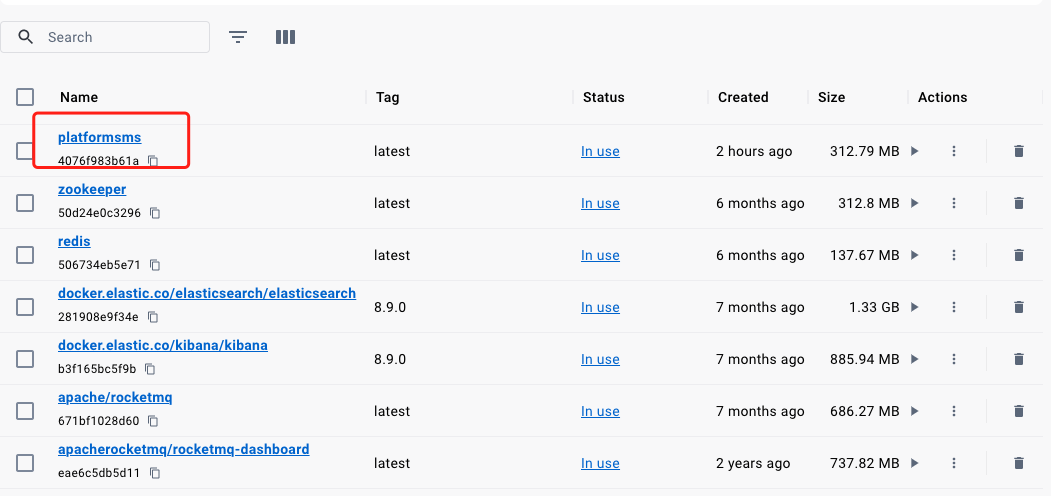 Search
Name Tag Status Created Size Actions
platformsms
4076f983b61a
latest In use 2 hours ago 312.79 MB
zookeeper
50d24e0c3296
latest In use 6 months ago 312.8 MB
redis
506734eb5e71
latest In use 6 months ago 137.67 MB
docker.elastic.co/elasticsearch/elasticsearch
281908e9f34e
8.9.0 In use 7 months ago 1.33 GB
docker.elastic.co/kibana/kibana
b3f165bc5f9b
8.9.0 In use 7 months ago 885.94 MB
apache/rocketmq
671bf1028d60
latest In use 7 months ago 686.27 MB
apacherocketmq/rocketmq-dashboard
eae6c5db5d11
latest In use 2 years ago 737.82 MB